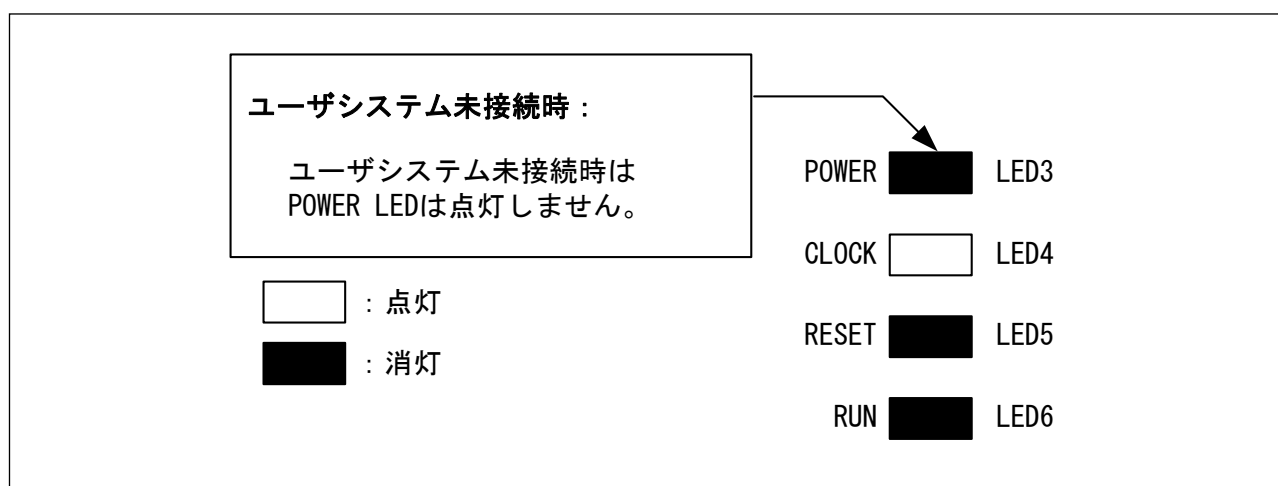 ユーザシステム未接続時：
ユーザシステム未接続時は
POWER LEDは点灯しません。
：点灯
：消灯
POWER LED3
CLOCK LED4
RESET LED5
RUN LED6